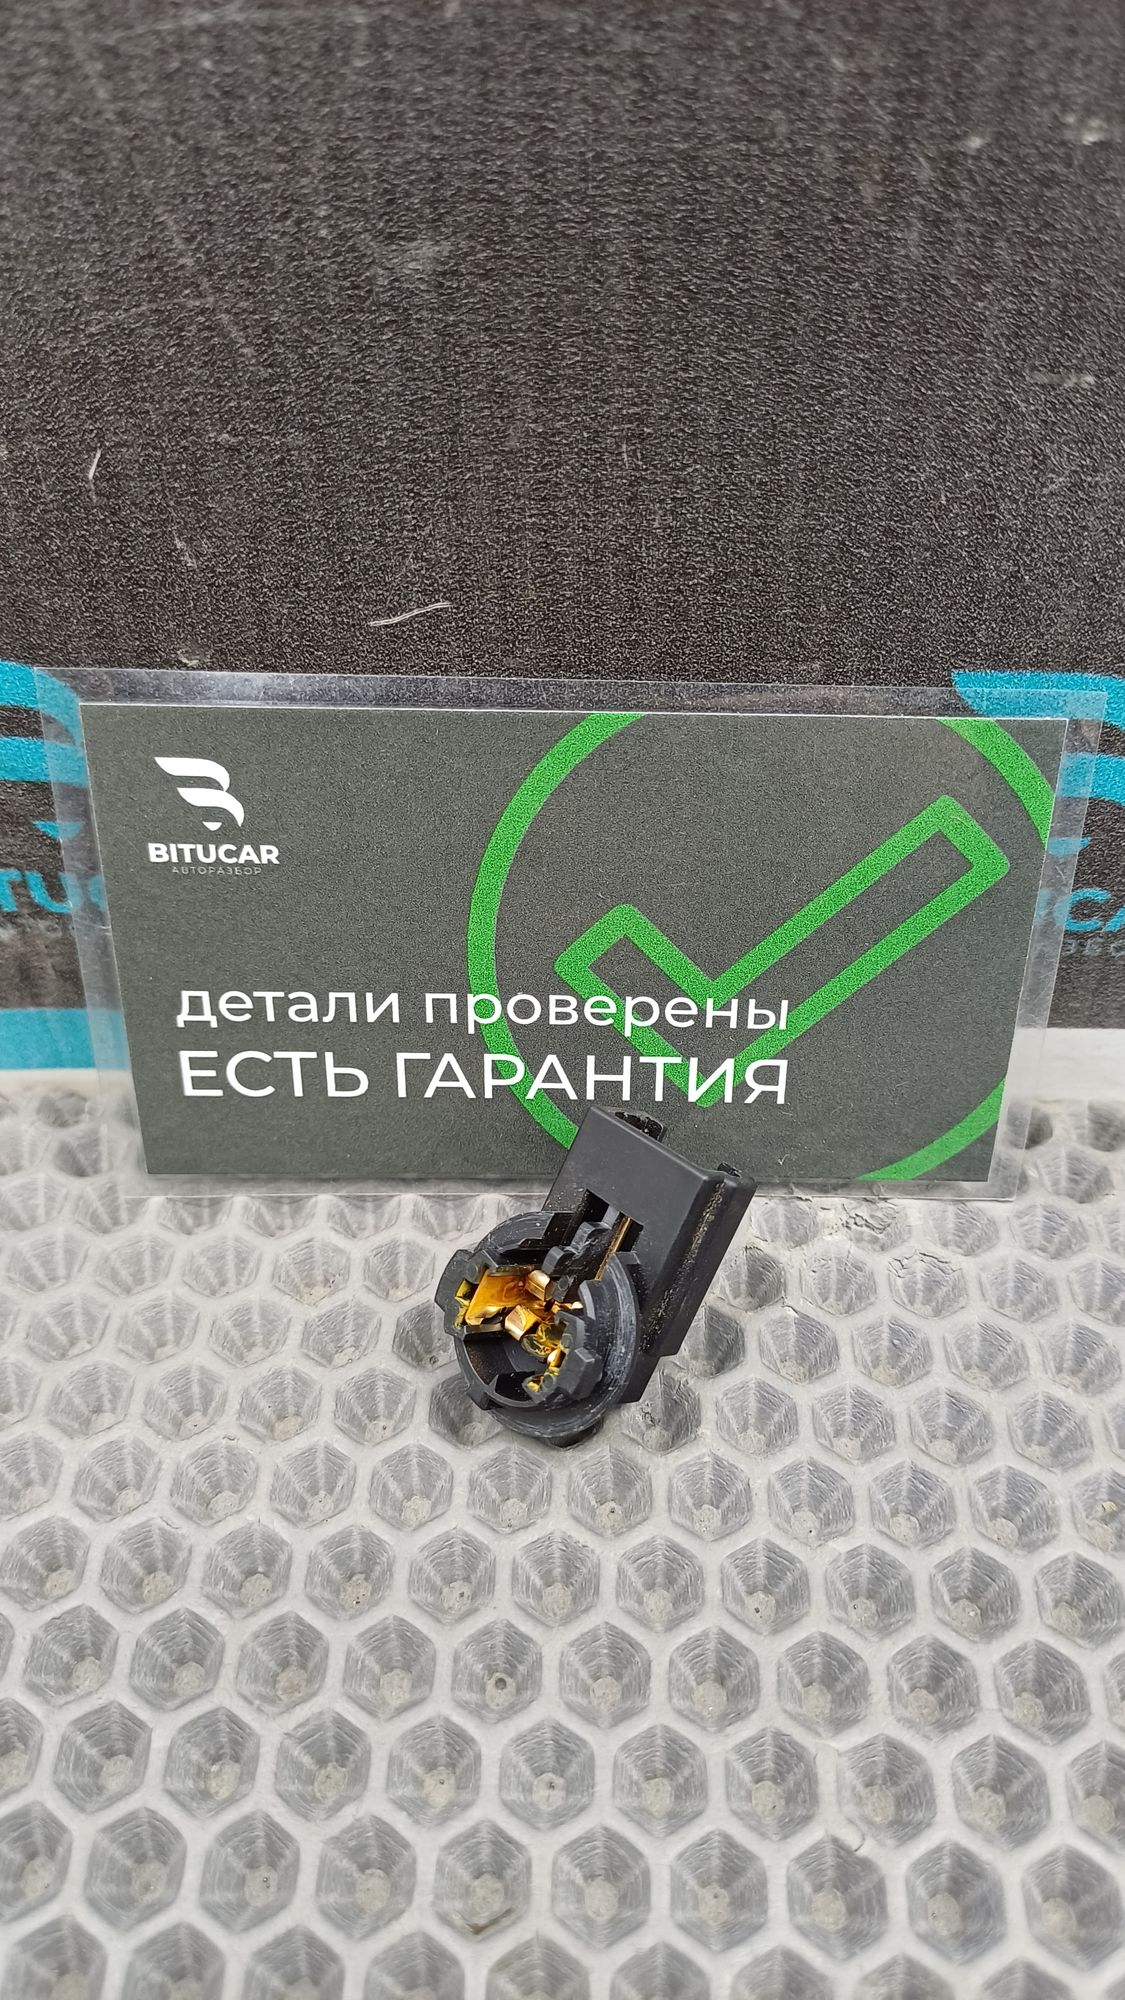 BITUCAR
АВТОРАЗБОР
детали проверены
ЕСТЬ ГАРАНТИЯ